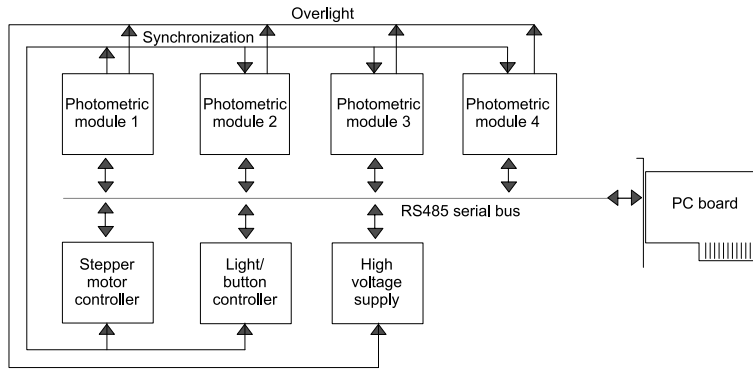 Overlight
Synchronization
Photometric
module 1
Photometric
module 2
Photometric
module 3
Photometric
module 4
RS485 serial bus
PC board
Stepper
motor
controller
Light/
button
controller
High
voltage
supply